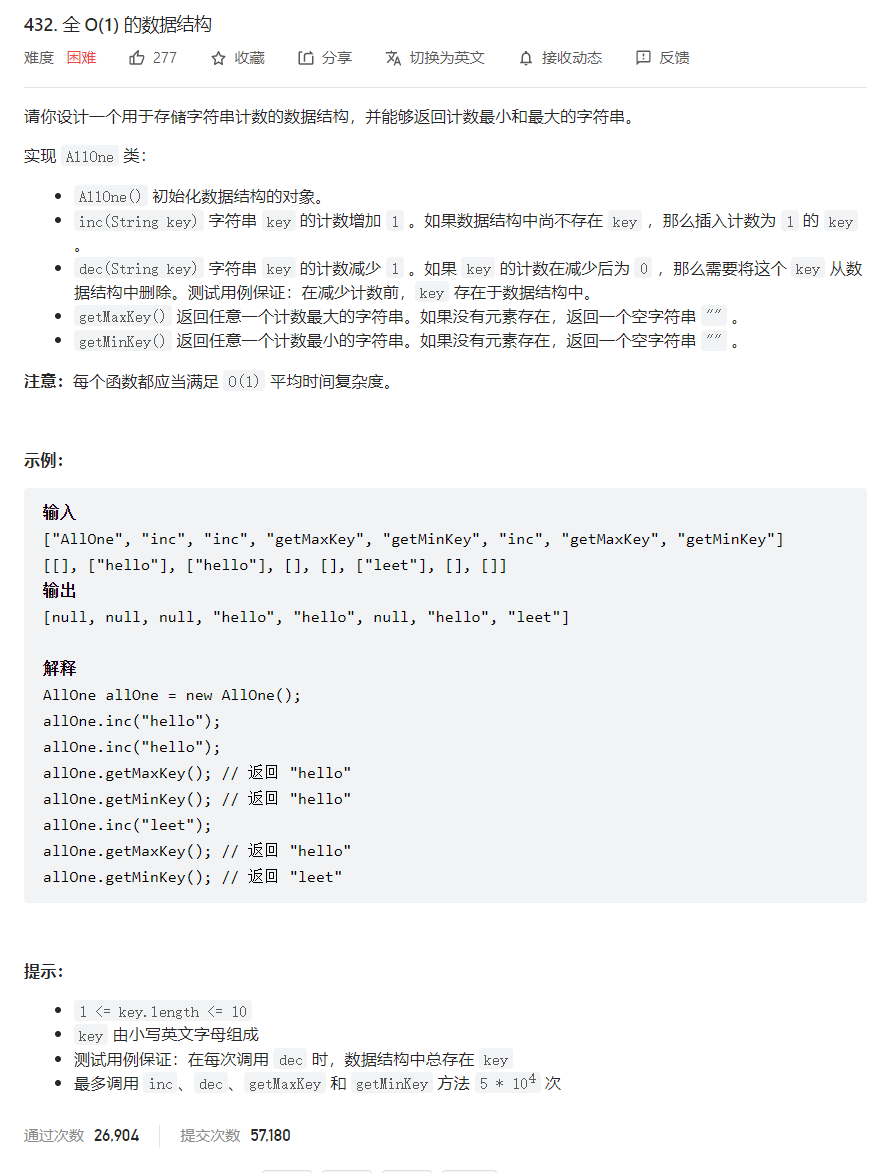 432. 全 O(1) 的数据结构
难度 困难 277 收藏 分享 切换为英文 接收动态 反馈
请你设计一个用于存储字符串计数的数据结构，并能够返回计数最小和最大的字符串。
实现 AllOne 类：
AllOne() 初始化数据结构的对象。
inc(String key) 字符串 key 的计数增加 1 。如果数据结构中尚不存在 key ，那么插入计数为 1 的 key
。
dec(String key) 字符串 key 的计数减少 1 。如果 key 的计数在减少后为 0 ，那么需要将这个 key 从数
据结构中删除。测试用例保证：在减少计数前，key 存在于数据结构中。
getMaxKey() 返回任意一个计数最大的字符串。如果没有元素存在，返回一个空字符串 "" 。
getMinKey() 返回任意一个计数最小的字符串。如果没有元素存在，返回一个空字符串 "" 。
注意：每个函数都应当满足 O(1) 平均时间复杂度。
示例：
输入
["AllOne", "inc", "inc", "getMaxKey", "getMinKey", "inc", "getMaxKey", "getMinKey"]
[[], ["hello"], ["hello"], [], [], ["leet"], [], []]
输出
[null, null, null, "hello", "hello", null, "hello", "leet"]
解释
AllOne allOne = new AllOne();
allOne.inc("hello");
allOne.inc("hello");
allOne.getMaxKey(); // 返回 "hello"
allOne.getMinKey(); // 返回 "hello"
allOne.inc("leet");
allOne.getMaxKey(); // 返回 "hello"
allOne.getMinKey(); // 返回 "leet"
提示：
1 <= key.length <= 10
key 由小写英文字母组成
测试用例保证：在每次调用 dec 时，数据结构中总存在 key
最多调用 inc、dec、getMaxKey 和 getMinKey 方法 5 * 10⁴ 次
通过次数 26,904 提交次数 57,180